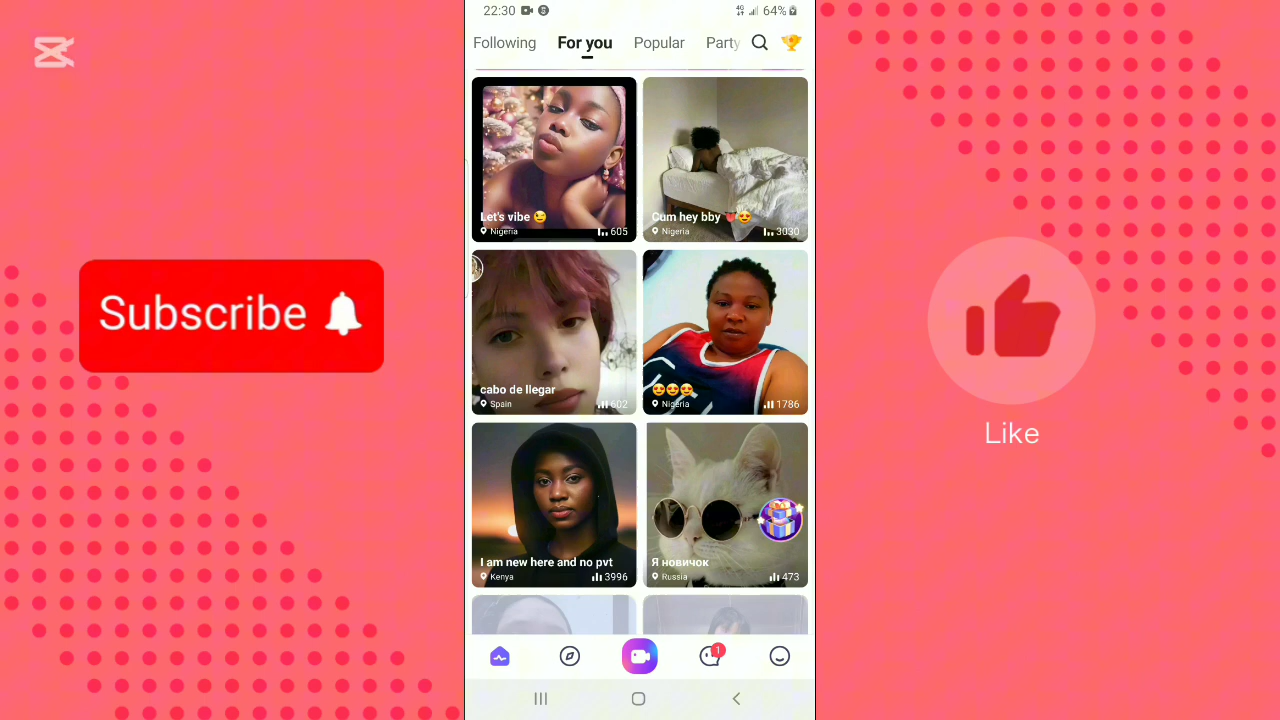 22:30
4G 64%
Following For you Popular Party
Let's vibe 😉
Nigeria 605
Cum hey bby 💔😍
Nigeria 3030
cabo de llegar
Spain 602
😍😍😍
Nigeria 1786
I am new here and no pvt
Kenya 3996
Я новичок
Russia 473
1
Subscribe
Like